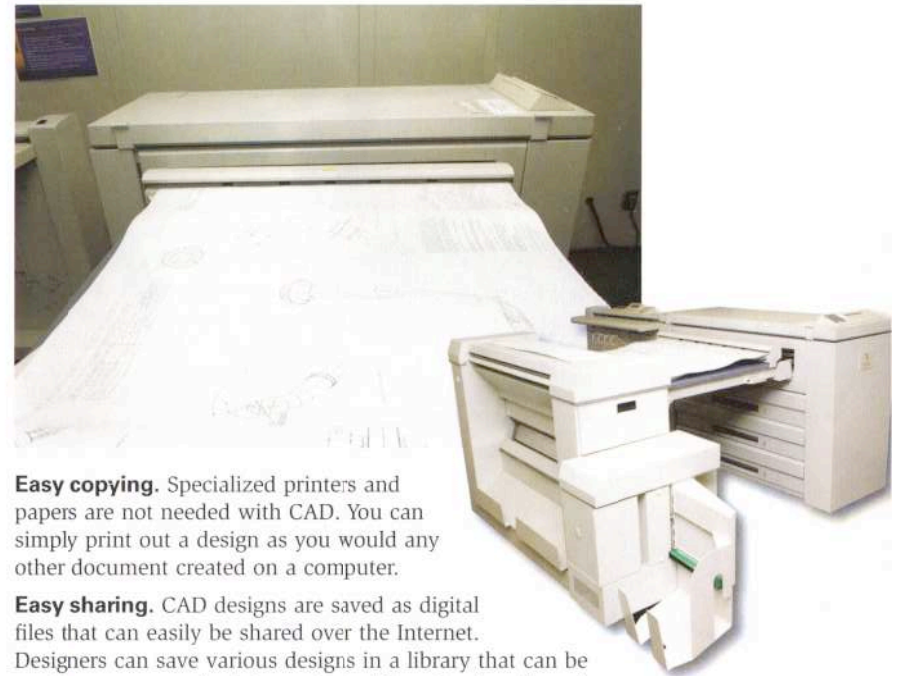 Easy copying. Specialized printers and
papers are not needed with CAD. You can
simply print out a design as you would any
other document created on a computer.
Easy sharing. CAD designs are saved as digital
files that can easily be shared over the Internet.
Designers can save various designs in a library that can be